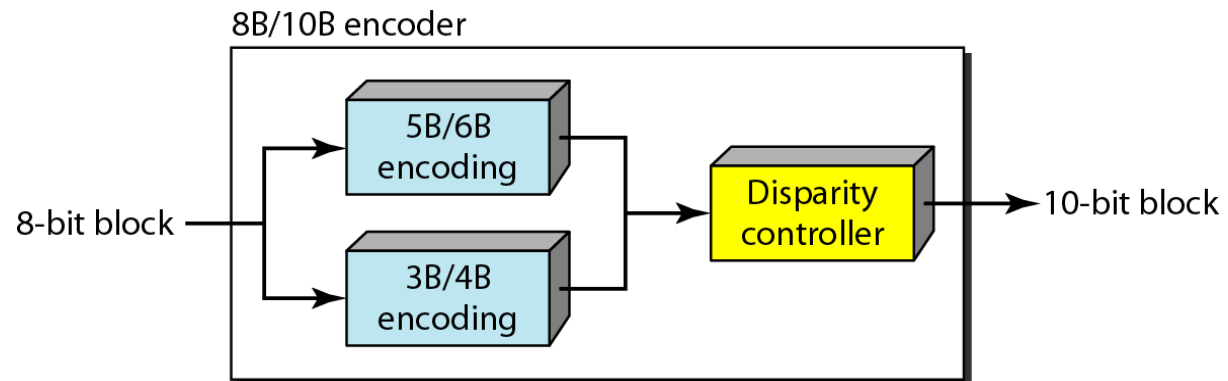 8B/10B encoder
5B/6B
encoding
8-bit block
3B/4B
encoding
Disparity
controller
10-bit block